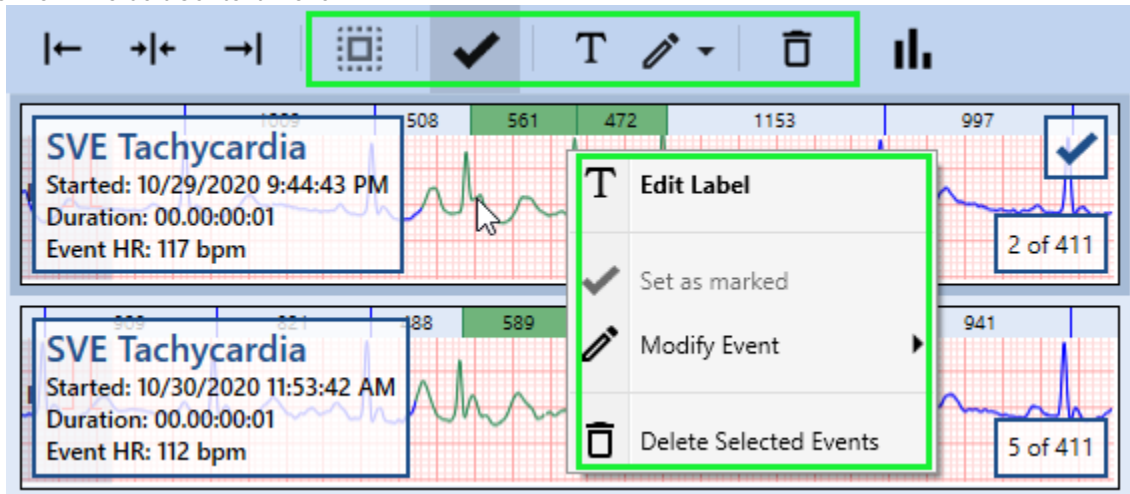 T
1009 508 561 472 1153 997
SVE Tachycardia
Started: 10/29/2020 9:44:43 PM
Duration: 00.00:00:01
Event HR: 117 bpm
2 of 411
T Edit Label
Set as marked
Modify Event
Delete Selected Events
909 821 488 589 941
SVE Tachycardia
Started: 10/30/2020 11:53:42 AM
Duration: 00.00:00:01
Event HR: 112 bpm
5 of 411